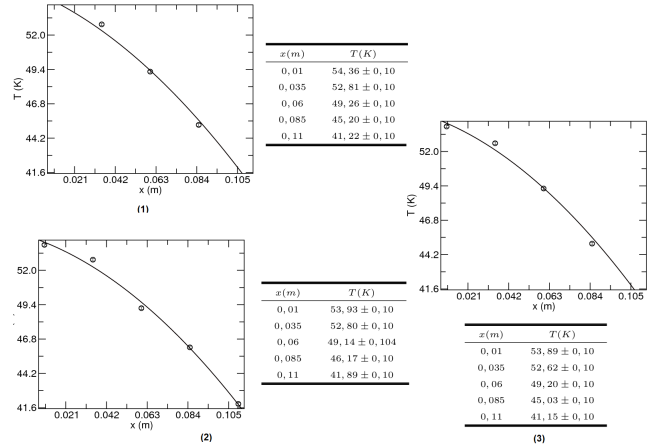 52.0
49.4
46.8
44.2
41.6
T (K)
0.021 0.042 0.063 0.084 0.105
x (m)
(1)
x(m) T(K)
0,01 54,36 ± 0,10
0,035 52,81 ± 0,10
0,06 49,26 ± 0,10
0,085 45,20 ± 0,10
0,11 41,22 ± 0,10
52.0
49.4
46.8
44.2
41.6
0.021 0.042 0.063 0.084 0.105
x (m)
(2)
x(m) T(K)
0,01 53,93 ± 0,10
0,035 52,80 ± 0,10
0,06 49,14 ± 0,104
0,085 46,17 ± 0,10
0,11 41,89 ± 0,10
52.0
49.4
46.8
44.2
41.6
T (K)
0.021 0.042 0.063 0.084 0.105
x (m)
x(m) T(K)
0,01 53,89 ± 0,10
0,035 52,62 ± 0,10
0,06 49,20 ± 0,10
0,085 45,03 ± 0,10
0,11 41,15 ± 0,10
(3)